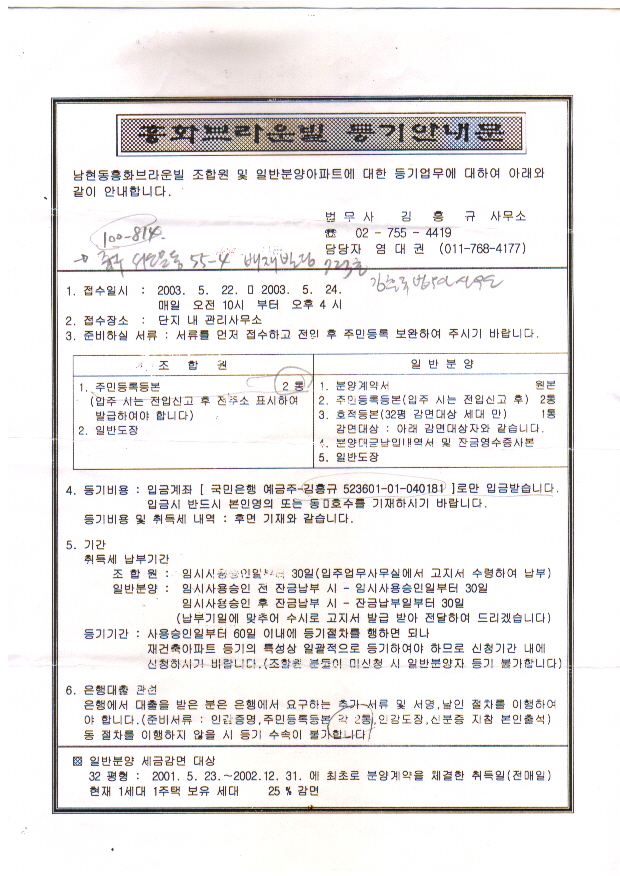 흥화브라운빌 등기안내문
남현동흥화브라운빌 조합원 및 일반분양아파트에 대한 등기업무에 대하여 아래와
같이 안내합니다.
법무사 김 흥 규 사무소
☏ 02 - 755 - 4419
담당자 염 대 권 (011-768-4177)
100-814
→ 중구 서소문동 55-4 배재빌딩 723호
1. 접수일시 : 2003. 5. 22. ▯ 2003. 5. 24.
매일 오전 10시 부터 오후 4 시
2. 접수장소 : 단지 내 관리사무소
3. 준비하실 서류 : 서류를 먼저 접수하고 전입 후 주민등록 보완하여 주시기 바랍니다.
조 합 원
1. 주민등록등본 2 통
(입주 시는 전입신고 후 전주소 표시하여
발급하여야 합니다)
2. 일반도장
일 반 분 양
1. 분양계약서 원본
2. 주민등록등본(입주 시는 전입신고 후) 2통
3. 호적등본(32평 감면대상 세대 만) 1통
감면대상 : 아래 감면대상자와 같습니다.
4. 분양대금납입내역서 및 잔금영수증사본
5. 일반도장
4. 등기비용 : 입금계좌 [ 국민은행 예금주-김흥규 523601-01-040181 ]로만 입금받습니다.
입금시 반드시 본인명의 또는 동▯호수를 기재하시기 바랍니다.
등기비용 및 취득세 내역 : 후면 기재와 같습니다.
5. 기간
취득세 납부기간
조 합 원 : 임시사용승인일부터 30일(입주업무사무실에서 고지서 수령하여 납부)
일반분양 : 임시사용승인 전 잔금납부 시 - 임시사용승인일부터 30일
임시사용승인 후 잔금납부 시 - 잔금납부일부터 30일
(납부기일에 맞추어 수시로 고지서 발급 받아 전달하여 드리겠습니다)
등기기간 : 사용승인일부터 60일 이내에 등기절차를 행하면 되나
재건축아파트 등기의 특성상 일괄적으로 등기하여야 하므로 신청기간 내에
신청하시기 바랍니다.(조합원 분들이 미신청 시 일반분양자 등기 불가합니다)
6. 은행대출 관련
은행에서 대출을 받은 분은 은행에서 요구하는 추가 서류 및 서명,날인 절차를 이행하여
야 합니다.(준비서류 : 인감증명,주민등록등본 각 2통,인감도장,신분증 지참 본인출석)
동 절차를 이행하지 않을 시 등기 수속이 불가합니다
▩ 일반분양 세금감면 대상
32 평형 : 2001. 5. 23.~2002.12. 31. 에 최초로 분양계약을 체결한 취득일(전매일)
현재 1세대 1주택 보유 세대 25 % 감면